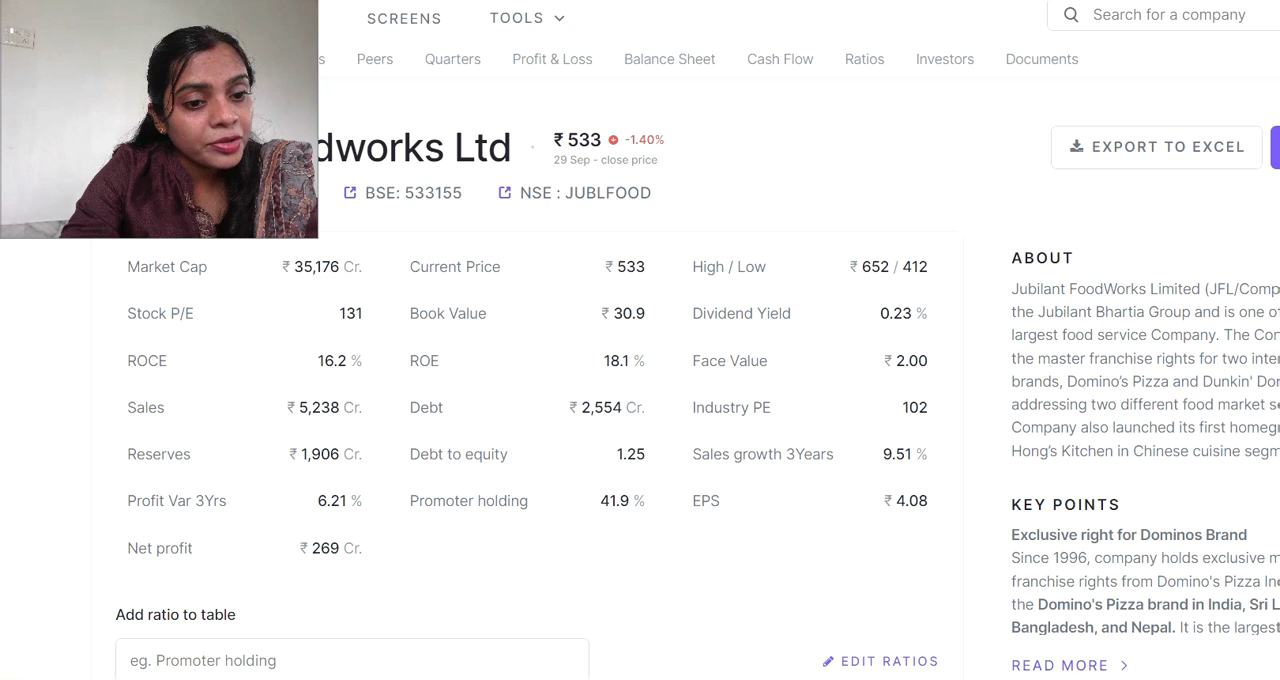 SCREENS TOOLS Search for a company
s Peers Quarters Profit & Loss Balance Sheet Cash Flow Ratios Investors Documents
dworks Ltd · ₹ 533 -1.40%
29 Sep - close price
EXPORT TO EXCEL
BSE: 533155 NSE : JUBLFOOD
Market Cap ₹ 35,176 Cr. Current Price ₹ 533 High / Low ₹ 652 / 412
Stock P/E 131 Book Value ₹ 30.9 Dividend Yield 0.23 %
ROCE 16.2 % ROE 18.1 % Face Value ₹ 2.00
Sales ₹ 5,238 Cr. Debt ₹ 2,554 Cr. Industry PE 102
Reserves ₹ 1,906 Cr. Debt to equity 1.25 Sales growth 3Years 9.51 %
Profit Var 3Yrs 6.21 % Promoter holding 41.9 % EPS ₹ 4.08
Net profit ₹ 269 Cr.
Add ratio to table
eg. Promoter holding
EDIT RATIOS
ABOUT
Jubilant FoodWorks Limited (JFL/Comp
the Jubilant Bhartia Group and is one of
largest food service Company. The Con
the master franchise rights for two inter
brands, Domino's Pizza and Dunkin' Don
addressing two different food market se
Company also launched its first homegr
Hong's Kitchen in Chinese cuisine segm
KEY POINTS
Exclusive right for Dominos Brand
Since 1996, company holds exclusive m
franchise rights from Domino's Pizza Inc
the Domino's Pizza brand in India, Sri L
Bangladesh, and Nepal. It is the largest
READ MORE